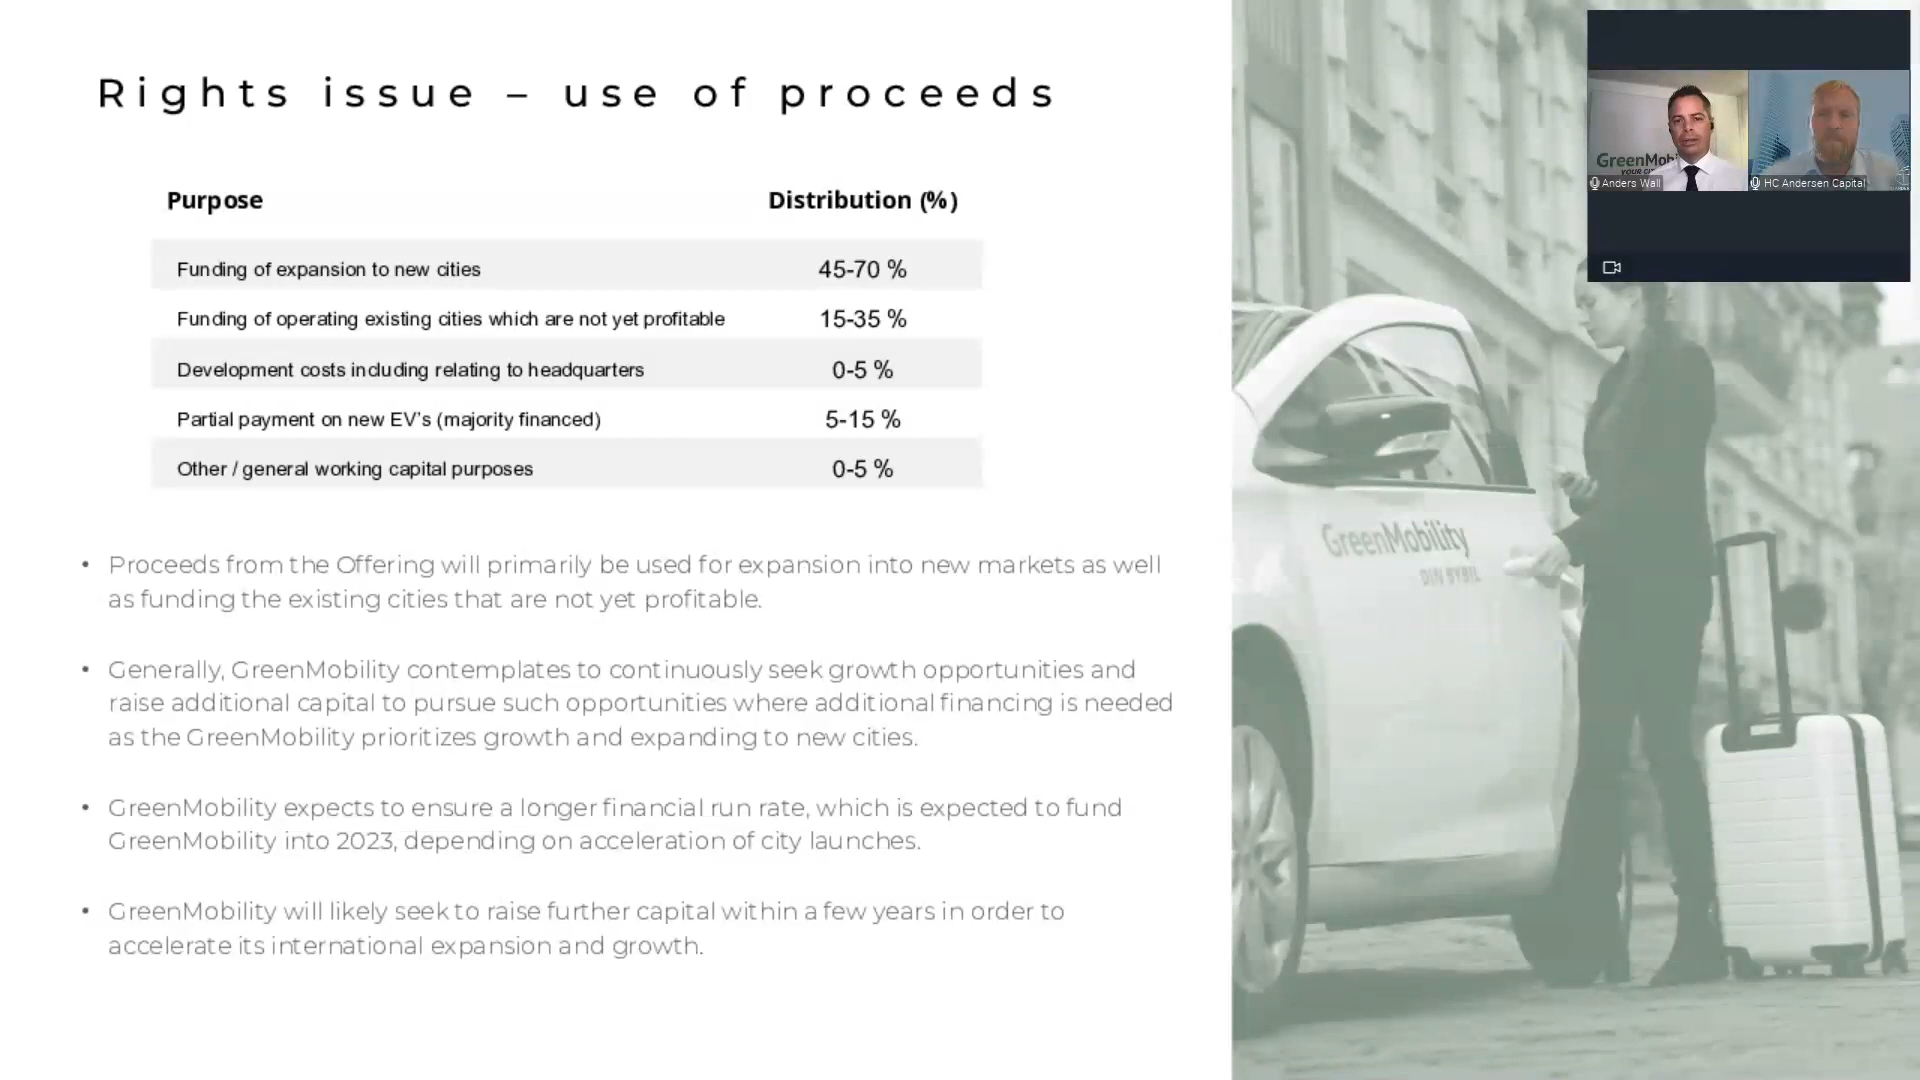 Rights issue – use of proceeds
Purpose Distribution (%)
Funding of expansion to new cities 45-70 %
Funding of operating existing cities which are not yet profitable 15-35 %
Development costs including relating to headquarters 0-5 %
Partial payment on new EV's (majority financed) 5-15 %
Other / general working capital purposes 0-5 %
• Proceeds from the Offering will primarily be used for expansion into new markets as well
as funding the existing cities that are not yet profitable.
• Generally, GreenMobility contemplates to continuously seek growth opportunities and
raise additional capital to pursue such opportunities where additional financing is needed
as the GreenMobility prioritizes growth and expanding to new cities.
• GreenMobility expects to ensure a longer financial run rate, which is expected to fund
GreenMobility into 2023, depending on acceleration of city launches.
• GreenMobility will likely seek to raise further capital within a few years in order to
accelerate its international expansion and growth.
GreenMobi
YOUR CI
Anders Wall
HC Andersen Capital
GreenMobility
DIN BYBIL